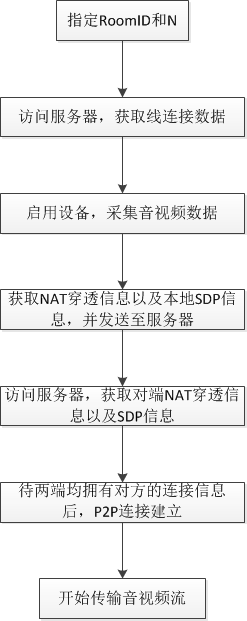 指定RoomID和N
访问服务器，获取线连接数据
启用设备，采集音视频数据
获取NAT穿透信息以及本地SDP信
息，并发送至服务器
访问服务器，获取对端NAT穿透信
息以及SDP信息
待两端均拥有对方的连接信息
后，P2P连接建立
开始传输音视频流